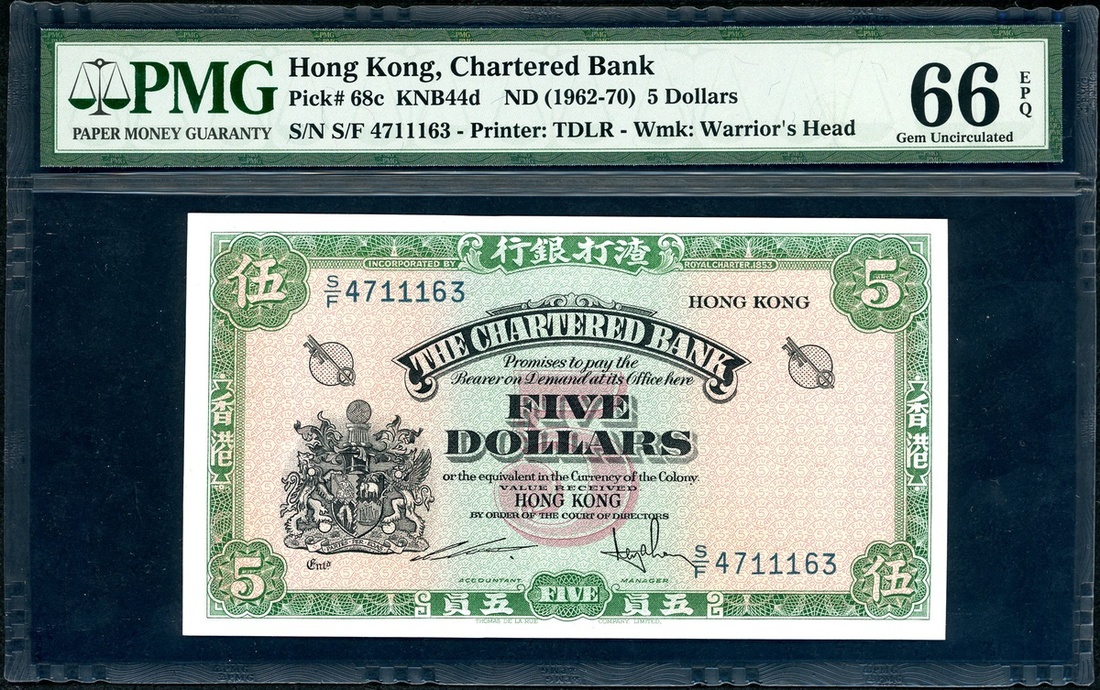 PMG
PAPER MONEY GUARANTY
Hong Kong, Chartered Bank
Pick# 68c KNB44d ND (1962-70) 5 Dollars
S/N S/F 4711163 - Printer: TDLR - Wmk: Warrior's Head
66
EPQ
Gem Uncirculated
行銀打渣
INCORPORATED BY
ROYAL CHARTER. 1853
伍
5
S/F 4711163
HONG KONG
THE CHARTERED BANK
Promises to pay the
Bearer on Demand at its Office here
5
FIVE
DOLLARS
or the equivalent in the Currency of the Colony.
VALUE RECEIVED
HONG KONG
BY ORDER OF THE COURT OF DIRECTORS
香港
香港
Entd
S/F 4711163
ACCOUNTANT
MANAGER
5
員五
FIVE
員五
伍
THOMAS DE LA RUE
COMPANY, LIMITED.